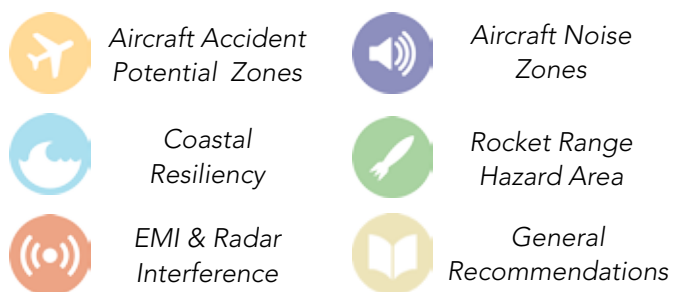 Aircraft Accident
Potential Zones
Aircraft Noise
Zones
Coastal
Resiliency
Rocket Range
Hazard Area
EMI & Radar
Interference
General
Recommendations